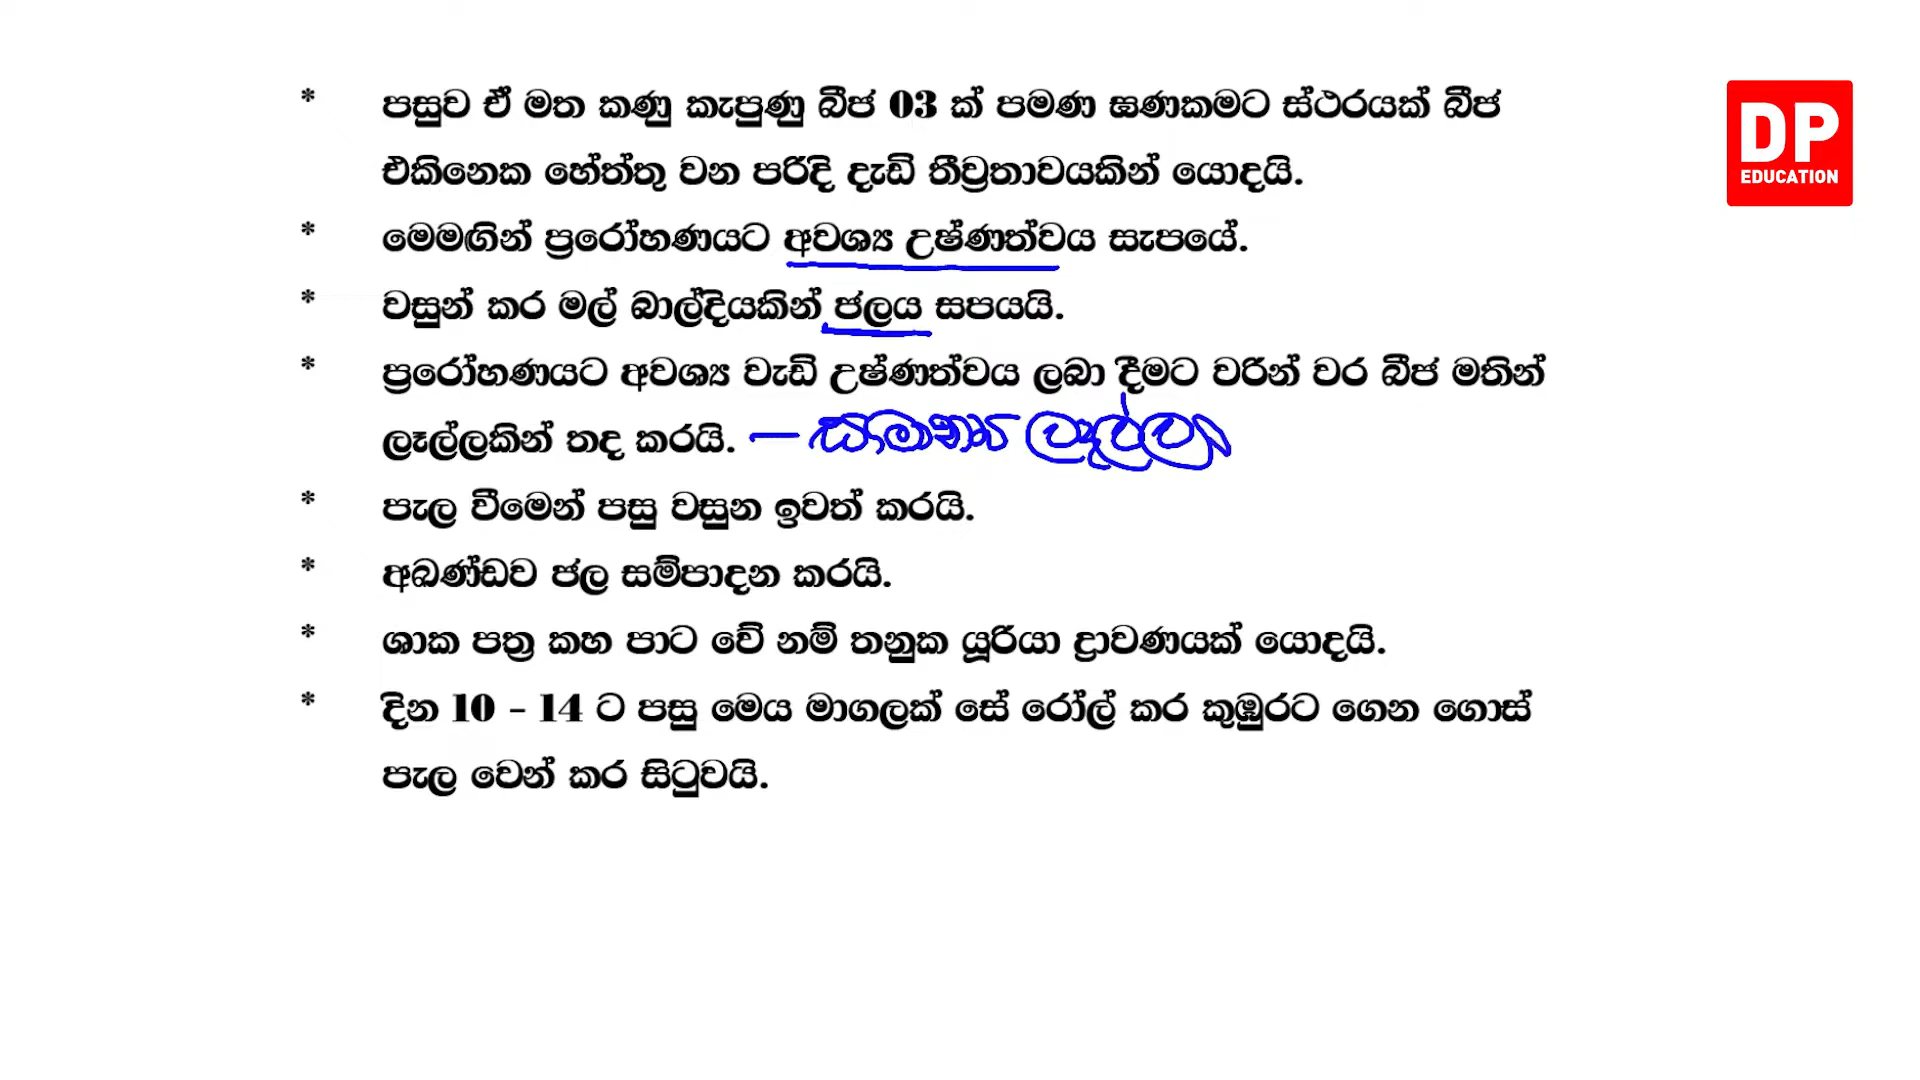 * පසුව ඒ මත කණු කැපුණු බීජ 03 ක් පමණ ඝණකමට ස්ථරයක් බීජ
එකිනෙක හේත්තු වන පරිදි දැඩි තීව්‍රතාවයකින් යොදයි.
* මෙමඟින් ප්‍රරෝහණයට අවශ්‍ය උෂ්ණත්වය සැපයේ.
* වසුන් කර මල් බාල්දියකින් ජලය සපයයි.
* ප්‍රරෝහණයට අවශ්‍ය වැඩි උෂ්ණත්වය ලබා දීමට වරින් වර බීජ මතින්
ලෑල්ලකින් තද කරයි. – සාමාන්‍ය
* පැල වීමෙන් පසු වසුන ඉවත් කරයි.
* අඛණ්ඩව ජල සම්පාදන කරයි.
* ශාක පත්‍ර කහ පාට වේ නම් තනුක යූරියා ද්‍රාවණයක් යොදයි.
* දින 10 – 14 ට පසු මෙය මාගලක් සේ රෝල් කර කුඹුරට ගෙන ගොස්
පැල වෙන් කර සිටුවයි.
DP
EDUCATION